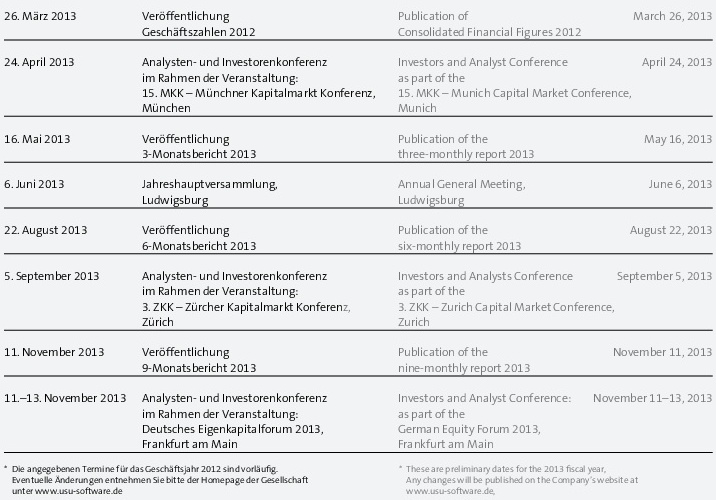 26. März 2013 Veröffentlichung Publication of March 26, 2013
Geschäftszahlen 2012 Consolidated Financial Figures 2012
24. April 2013 Analysten- und Investorenkonferenz Investors and Analyst Conference April 24, 2013
im Rahmen der Veranstaltung: as part of the
15. MKK – Münchner Kapitalmarkt Konferenz, 15. MKK – Munich Capital Market Conference,
München Munich
16. Mai 2013 Veröffentlichung Publication of the May 16, 2013
3-Monatsbericht 2013 three-monthly report 2013
6. Juni 2013 Jahreshauptversammlung, Annual General Meeting, June 6, 2013
Ludwigsburg Ludwigsburg
22. August 2013 Veröffentlichung Publication of the August 22, 2013
6-Monatsbericht 2013 six-monthly report 2013
5. September 2013 Analysten- und Investorenkonferenz Investors and Analysts Conference September 5, 2013
im Rahmen der Veranstaltung: as part of the
3. ZKK – Zürcher Kapitalmarkt Konferenz, 3. ZKK – Zurich Capital Market Conference,
Zürich Zurich
11. November 2013 Veröffentlichung Publication of the November 11, 2013
9-Monatsbericht 2013 nine-monthly report 2013
11.–13. November 2013 Analysten- und Investorenkonferenz Investors and Analyst Conference: November 11–13, 2013
im Rahmen der Veranstaltung: as part of the
Deutsches Eigenkapitalforum 2013, German Equity Forum 2013,
Frankfurt am Main Frankfurt am Main
* Die angegebenen Termine für das Geschäftsjahr 2012 sind vorläufig. * These are preliminary dates for the 2013 fiscal year,
Eventuelle Änderungen entnehmen Sie bitte der Homepage der Gesellschaft Any changes will be published on the Company's website at
unter www.usu-software.de www.usu-software.de,